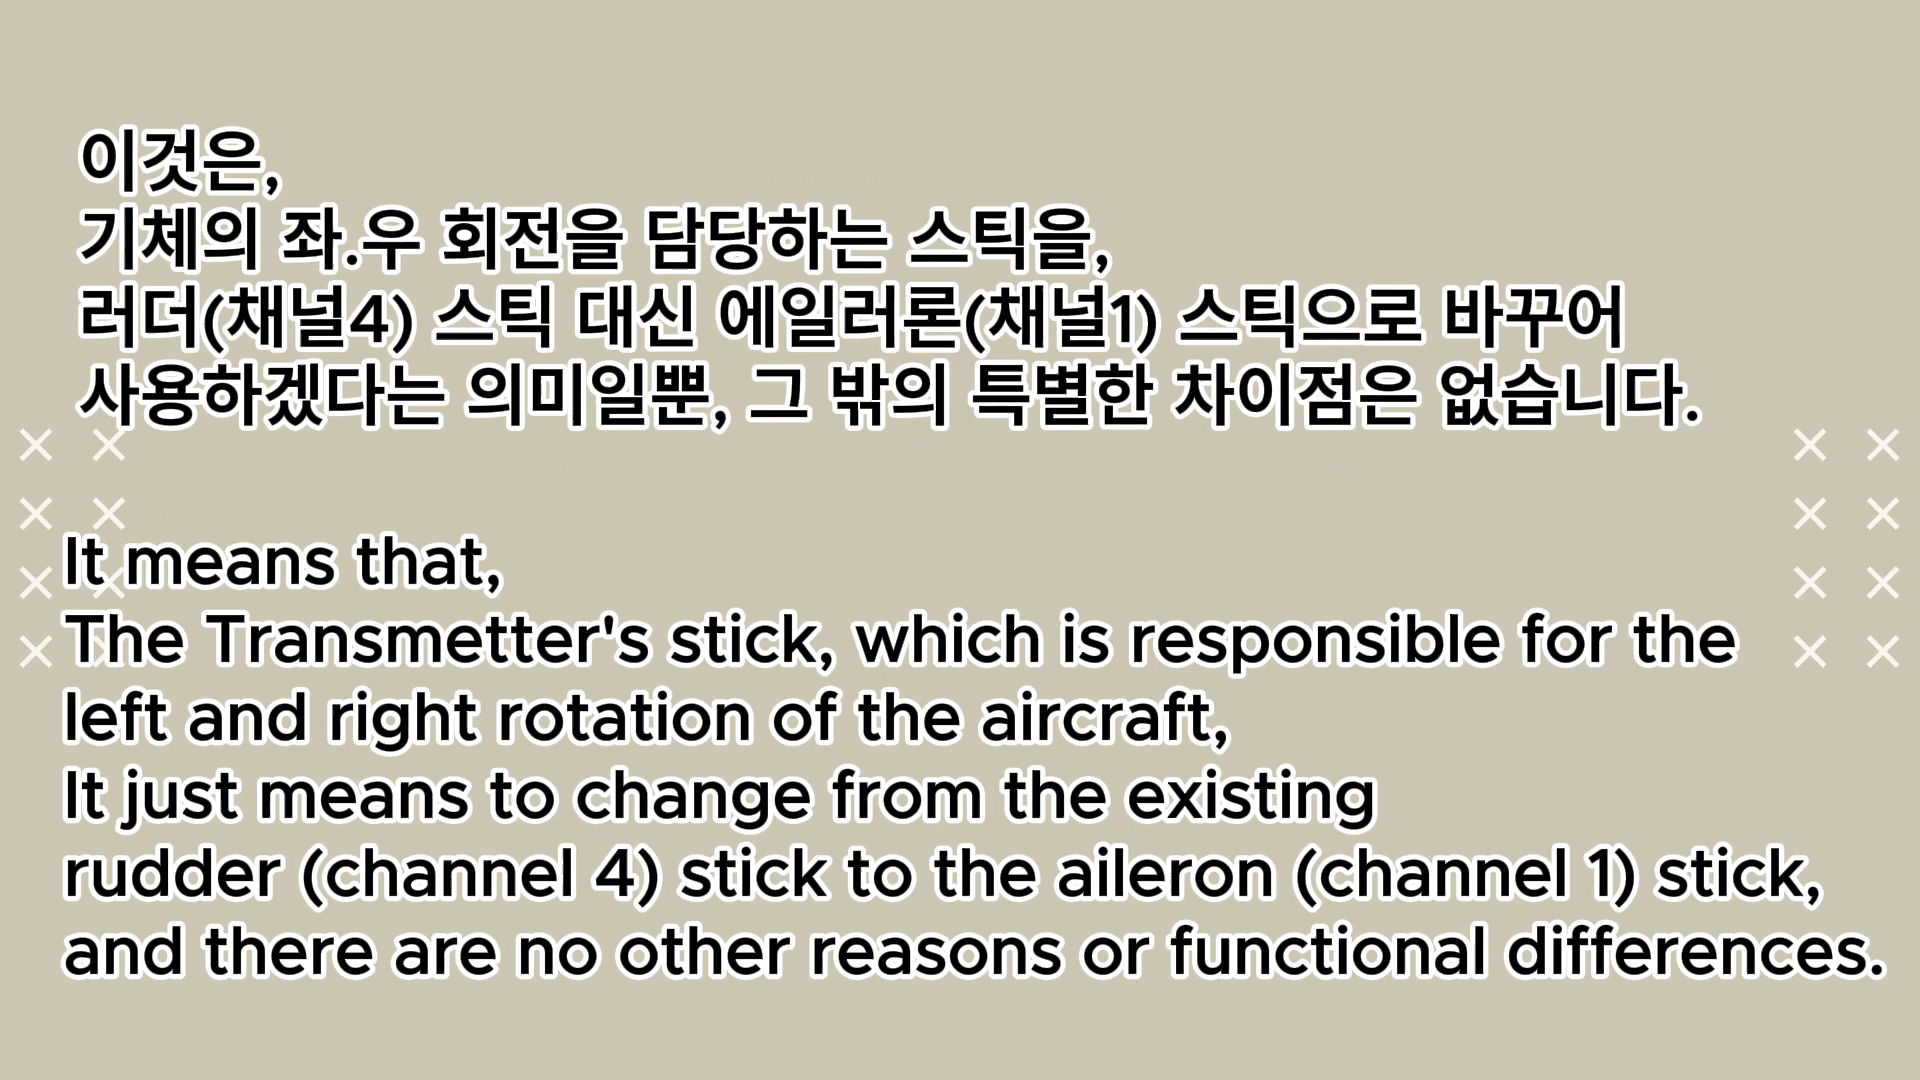 이것은,
기체의 좌.우 회전을 담당하는 스틱을,
러더(채널4) 스틱 대신 에일러론(채널1) 스틱으로 바꾸어
사용하겠다는 의미일뿐, 그 밖의 특별한 차이점은 없습니다.
It means that,
The Transmetter's stick, which is responsible for the
left and right rotation of the aircraft,
It just means to change from the existing
rudder (channel 4) stick to the aileron (channel 1) stick,
and there are no other reasons or functional differences.